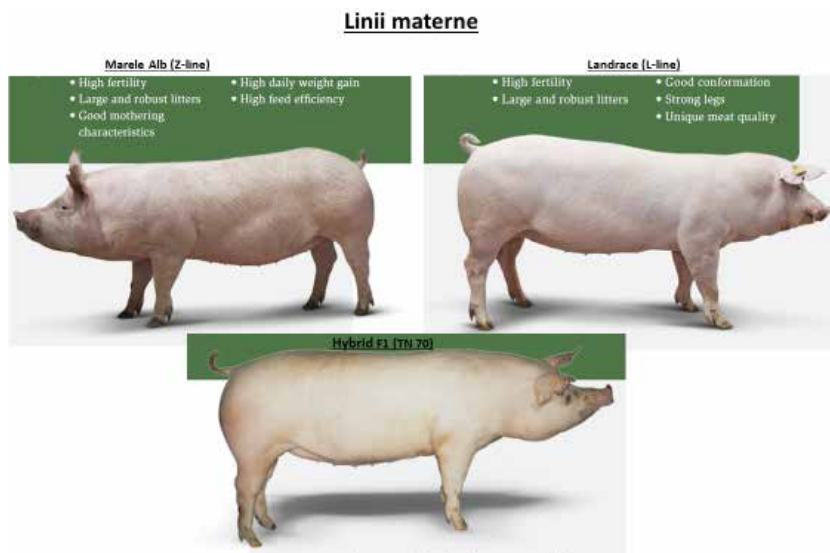 Linii materne
Marele Alb (Z-line)
• High fertility
• Large and robust litters
• Good mothering
characteristics
• High daily weight gain
• High feed efficiency
Landrace (L-line)
• High fertility
• Large and robust litters
• Good conformation
• Strong legs
• Unique meat quality
Hybrid F1 (TN 70)